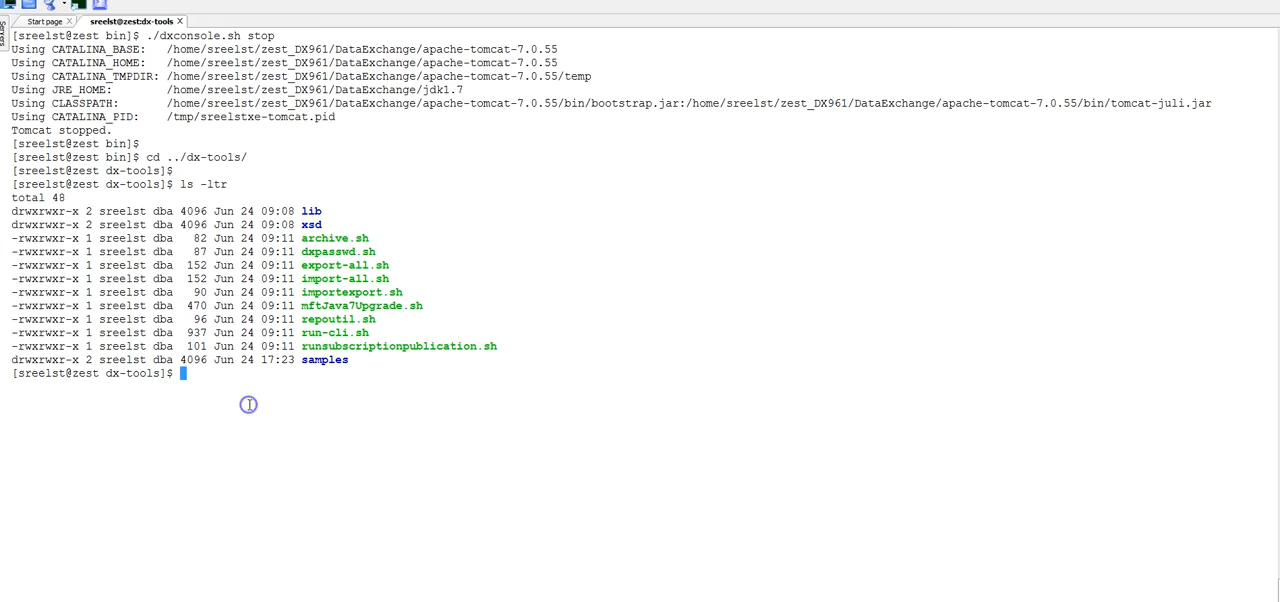 Start page
sreelst@zest:dx-tools
Servers
[sreelst@zest bin]$ ./dxconsole.sh stop
Using CATALINA_BASE:   /home/sreelst/zest_DX961/DataExchange/apache-tomcat-7.0.55
Using CATALINA_HOME:   /home/sreelst/zest_DX961/DataExchange/apache-tomcat-7.0.55
Using CATALINA_TMPDIR: /home/sreelst/zest_DX961/DataExchange/apache-tomcat-7.0.55/temp
Using JRE_HOME:        /home/sreelst/zest_DX961/DataExchange/jdk1.7
Using CLASSPATH:       /home/sreelst/zest_DX961/DataExchange/apache-tomcat-7.0.55/bin/bootstrap.jar:/home/sreelst/zest_DX961/DataExchange/apache-tomcat-7.0.55/bin/tomcat-juli.jar
Using CATALINA_PID:    /tmp/sreelstxe-tomcat.pid
Tomcat stopped.
[sreelst@zest bin]$
[sreelst@zest bin]$ cd ../dx-tools/
[sreelst@zest dx-tools]$
[sreelst@zest dx-tools]$ ls -ltr
total 48
drwxrwxr-x 2 sreelst dba 4096 Jun 24 09:08 lib
drwxrwxr-x 2 sreelst dba 4096 Jun 24 09:08 xsd
-rwxrwxr-x 1 sreelst dba   82 Jun 24 09:11 archive.sh
-rwxrwxr-x 1 sreelst dba   87 Jun 24 09:11 dxpasswd.sh
-rwxrwxr-x 1 sreelst dba  152 Jun 24 09:11 export-all.sh
-rwxrwxr-x 1 sreelst dba  152 Jun 24 09:11 import-all.sh
-rwxrwxr-x 1 sreelst dba   90 Jun 24 09:11 importexport.sh
-rwxrwxr-x 1 sreelst dba  470 Jun 24 09:11 mftJava7Upgrade.sh
-rwxrwxr-x 1 sreelst dba   96 Jun 24 09:11 repoutil.sh
-rwxrwxr-x 1 sreelst dba  937 Jun 24 09:11 run-cli.sh
-rwxrwxr-x 1 sreelst dba  101 Jun 24 09:11 runsubscriptionpublication.sh
drwxrwxr-x 2 sreelst dba 4096 Jun 24 17:23 samples
[sreelst@zest dx-tools]$